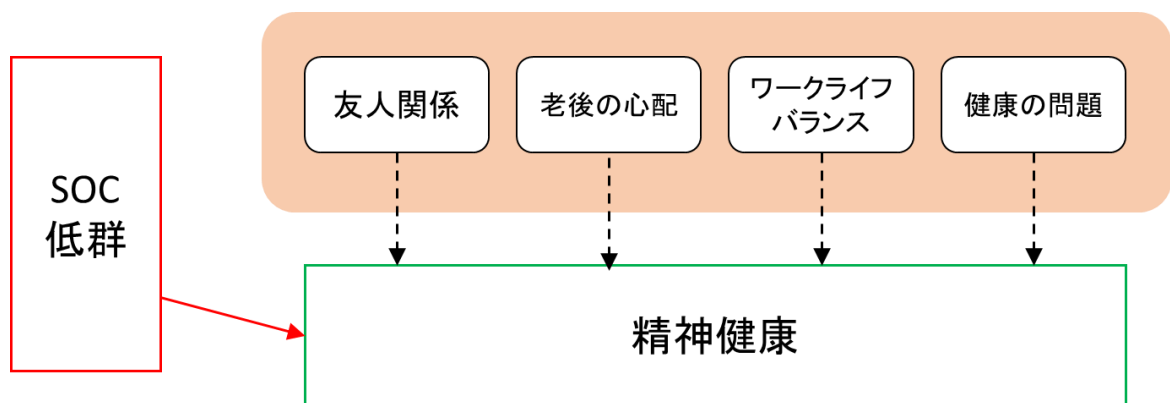 友人関係
老後の心配
ワークライフ
バランス
健康の問題
SOC
低群
精神健康